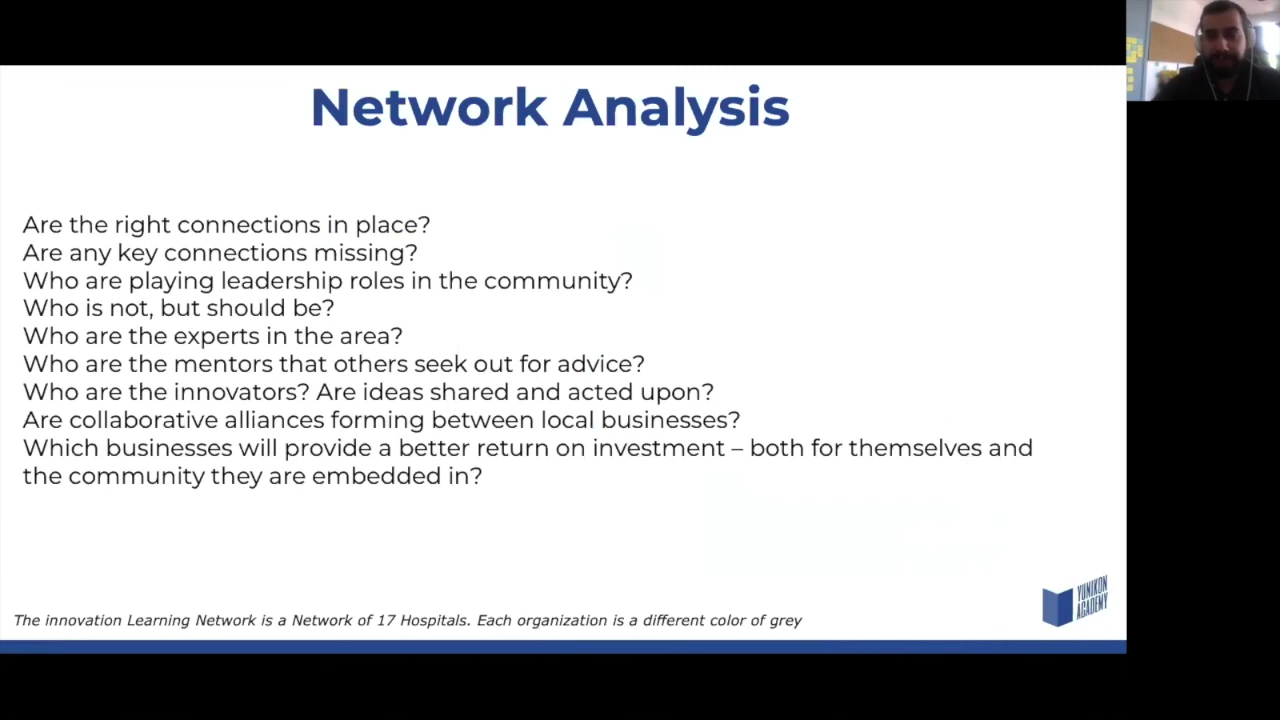 Network Analysis
Are the right connections in place?
Are any key connections missing?
Who are playing leadership roles in the community?
Who is not, but should be?
Who are the experts in the area?
Who are the mentors that others seek out for advice?
Who are the innovators? Are ideas shared and acted upon?
Are collaborative alliances forming between local businesses?
Which businesses will provide a better return on investment – both for themselves and
the community they are embedded in?
YUNIKON
ACADEMY
The innovation Learning Network is a Network of 17 Hospitals. Each organization is a different color of grey